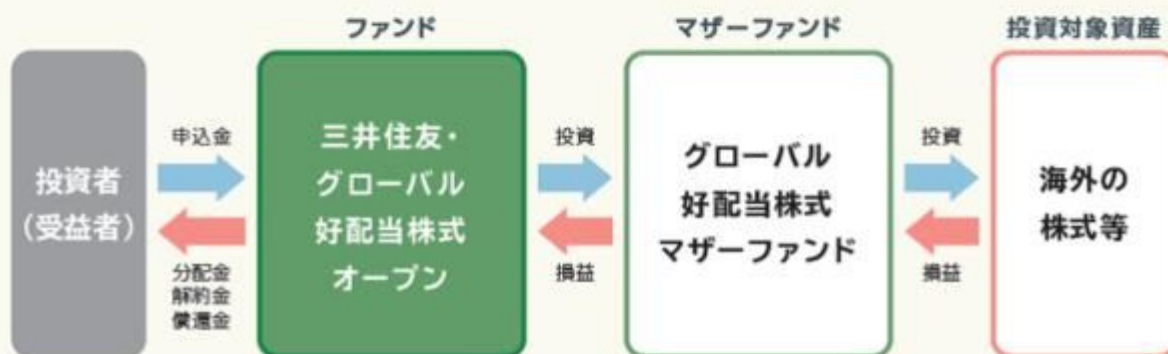 ファンド
マザーファンド
投資対象資産
投資者
（受益者）
申込金
分配金
解約金
償還金
三井住友・
グローバル
好配当株式
オープン
投資
損益
グローバル
好配当株式
マザーファンド
投資
損益
海外の
株式等